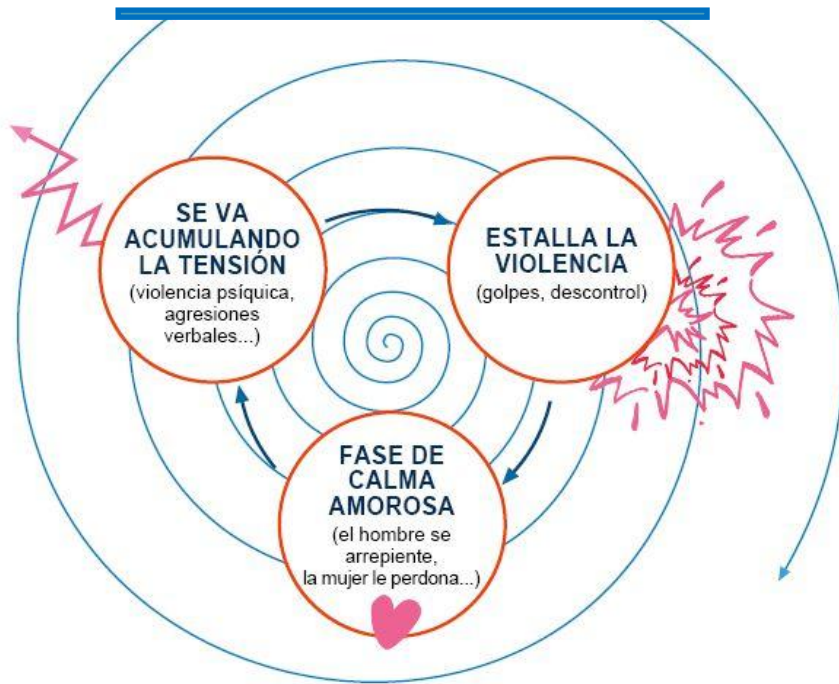 SE VA
ACUMULANDO
LA TENSIÓN
(violencia psíquica,
agresiones
verbales...)
ESTALLA LA
VIOLENCIA
(golpes, descontrol)
FASE DE
CALMA
AMOROSA
(el hombre se
arrepiente,
la mujer le perdona...)